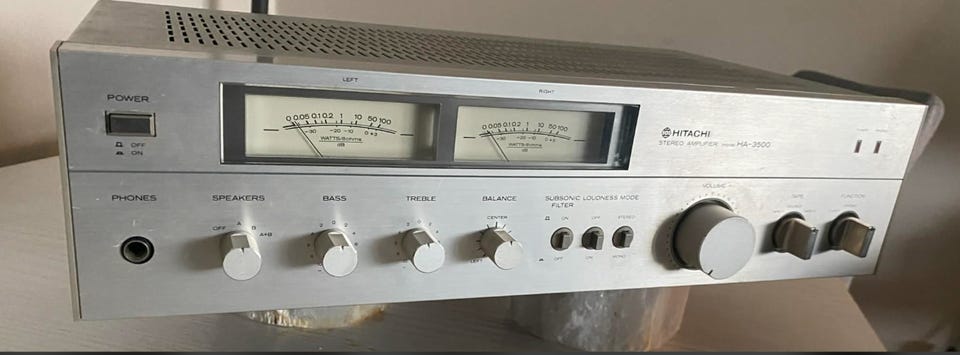 LEFT
RIGHT
POWER
OFF
ON
0 0.05 0.1 0.2 1 10 50 100
-30 -20 -10 0 +3
WATTS/8ohms
dB
0 0.05 0.1 0.2 1 10 50 100
-30 -20 -10 0 +3
WATTS/8ohms
dB
HITACHI
STEREO AMPLIFIER MODEL HA-3500
PHONES
SPEAKERS
OFF A B A+B
BASS
TREBLE
BALANCE
CENTER
LEFT
SUBSONIC FILTER
ON
OFF
LOUDNESS
OFF
ON
MODE
STEREO
MONO
VOLUME
TAPE
FUNCTION